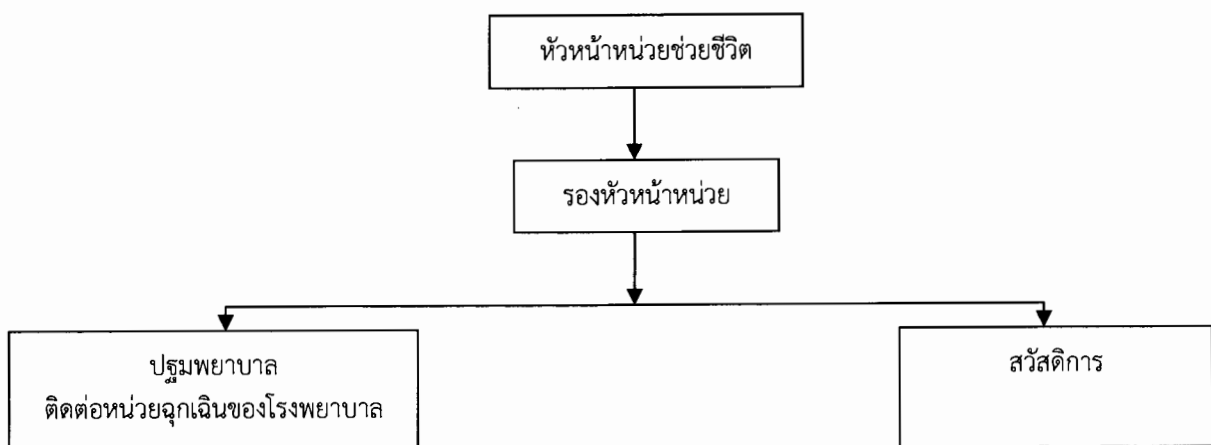 หัวหน้าหน่วยช่วยชีวิต
รองหัวหน้าหน่วย
ปฐมพยาบาล
ติดต่อหน่วยฉุกเฉินของโรงพยาบาล
สวัสดิการ